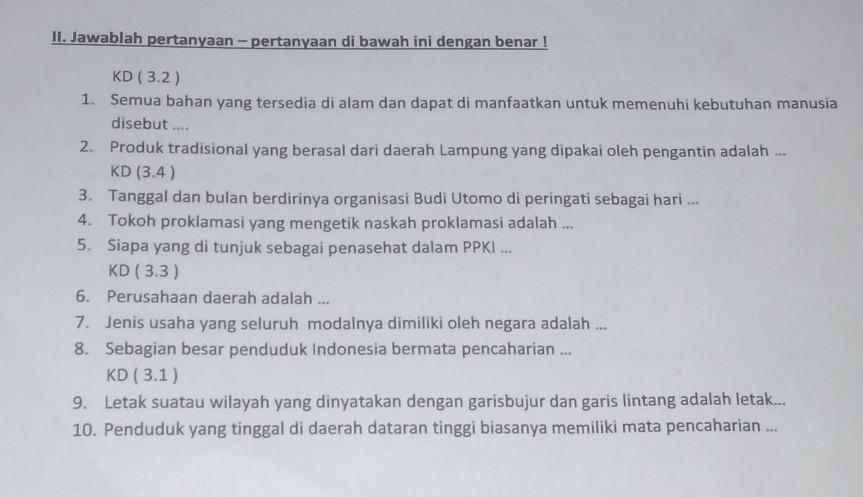 II. Jawablah pertanyaan – pertanyaan di bawah ini dengan benar !
KD ( 3.2 )
1. Semua bahan yang tersedia di alam dan dapat di manfaatkan untuk memenuhi kebutuhan manusia
disebut ....
2. Produk tradisional yang berasal dari daerah Lampung yang dipakai oleh pengantin adalah ...
KD (3.4 )
3. Tanggal dan bulan berdirinya organisasi Budi Utomo di peringati sebagai hari ...
4. Tokoh proklamasi yang mengetik naskah proklamasi adalah ...
5. Siapa yang di tunjuk sebagai penasehat dalam PPKI ...
KD ( 3.3 )
6. Perusahaan daerah adalah ...
7. Jenis usaha yang seluruh modalnya dimiliki oleh negara adalah ...
8. Sebagian besar penduduk Indonesia bermata pencaharian ...
KD ( 3.1 )
9. Letak suatau wilayah yang dinyatakan dengan garisbujur dan garis lintang adalah letak...
10. Penduduk yang tinggal di daerah dataran tinggi biasanya memiliki mata pencaharian ...